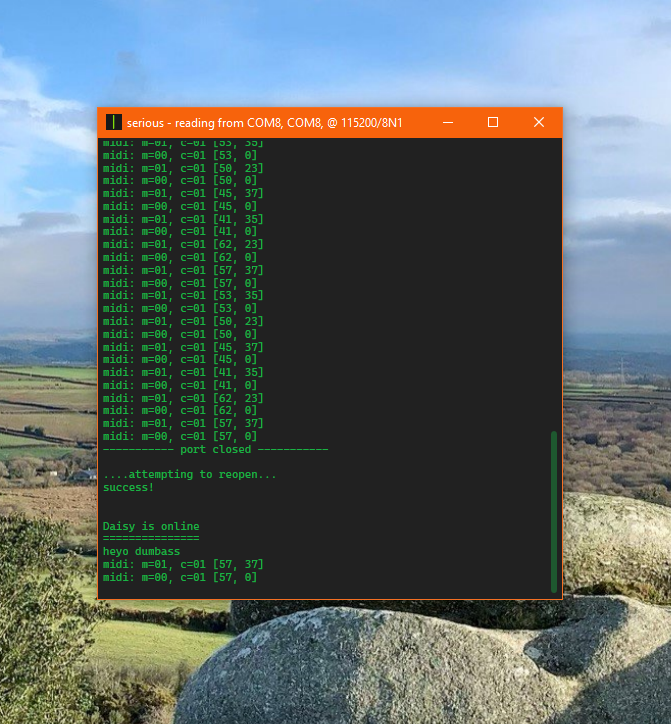 serious - reading from COM8, COM8, @ 115200/8N1
midi: m=01, c=01 [53, 35]
midi: m=00, c=01 [53, 0]
midi: m=01, c=01 [50, 23]
midi: m=00, c=01 [50, 0]
midi: m=01, c=01 [45, 37]
midi: m=00, c=01 [45, 0]
midi: m=01, c=01 [41, 35]
midi: m=00, c=01 [41, 0]
midi: m=01, c=01 [62, 23]
midi: m=00, c=01 [62, 0]
midi: m=01, c=01 [57, 37]
midi: m=00, c=01 [57, 0]
midi: m=01, c=01 [53, 35]
midi: m=00, c=01 [53, 0]
midi: m=01, c=01 [50, 23]
midi: m=00, c=01 [50, 0]
midi: m=01, c=01 [45, 37]
midi: m=00, c=01 [45, 0]
midi: m=01, c=01 [41, 35]
midi: m=00, c=01 [41, 0]
midi: m=01, c=01 [62, 23]
midi: m=00, c=01 [62, 0]
midi: m=01, c=01 [57, 37]
midi: m=00, c=01 [57, 0]
----------- port closed -----------
....attempting to reopen...
success!
Daisy is online
===============
heyo dumbass
midi: m=01, c=01 [57, 37]
midi: m=00, c=01 [57, 0]